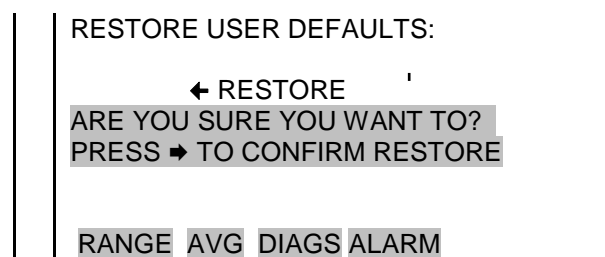 RESTORE USER DEFAULTS:
← RESTORE '
ARE YOU SURE YOU WANT TO?
PRESS → TO CONFIRM RESTORE
RANGE AVG DIAGS ALARM